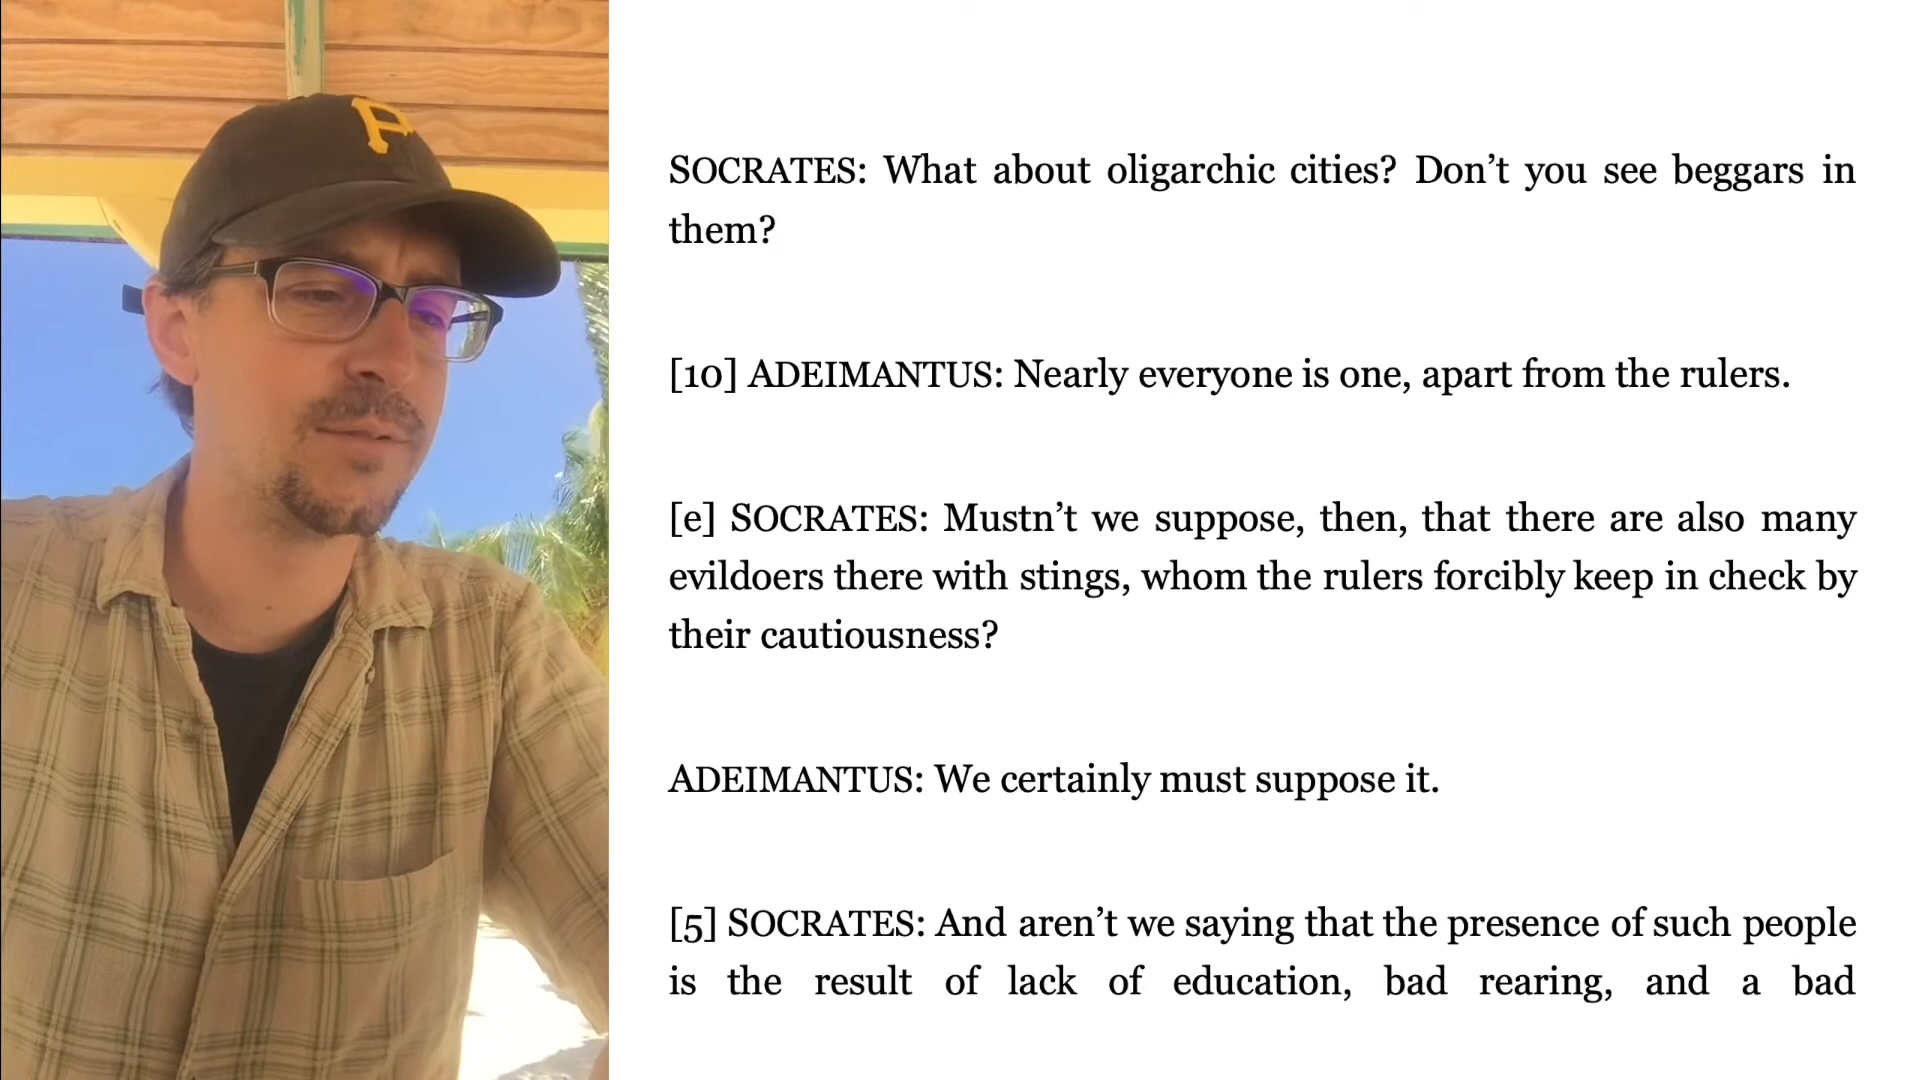 P
SOCRATES: What about oligarchic cities? Don’t you see beggars in
them?
[10] ADEIMANTUS: Nearly everyone is one, apart from the rulers.
[e] SOCRATES: Mustn’t we suppose, then, that there are also many
evildoers there with stings, whom the rulers forcibly keep in check by
their cautiousness?
ADEIMANTUS: We certainly must suppose it.
[5] SOCRATES: And aren’t we saying that the presence of such people
is the result of lack of education, bad rearing, and a bad